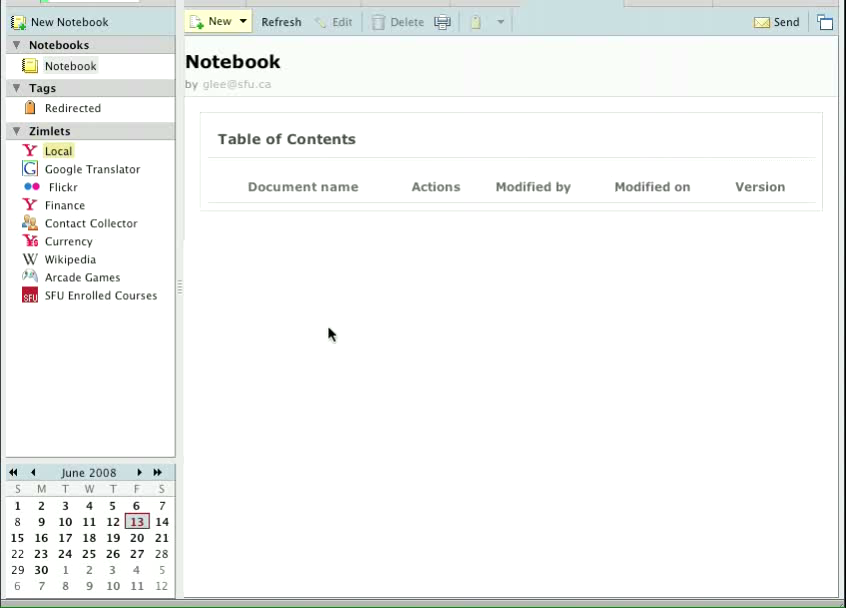 New Notebook
New Refresh Edit Delete Send
Notebooks
Notebook
Tags
Redirected
Zimlets
Local
Google Translator
Flickr
Finance
Contact Collector
Currency
Wikipedia
Arcade Games
SFU Enrolled Courses
Notebook
by glee@sfu.ca
Table of Contents
Document name Actions Modified by Modified on Version
June 2008
S M T W T F S
1 2 3 4 5 6 7
8 9 10 11 12 13 14
15 16 17 18 19 20 21
22 23 24 25 26 27 28
29 30 1 2 3 4 5
6 7 8 9 10 11 12